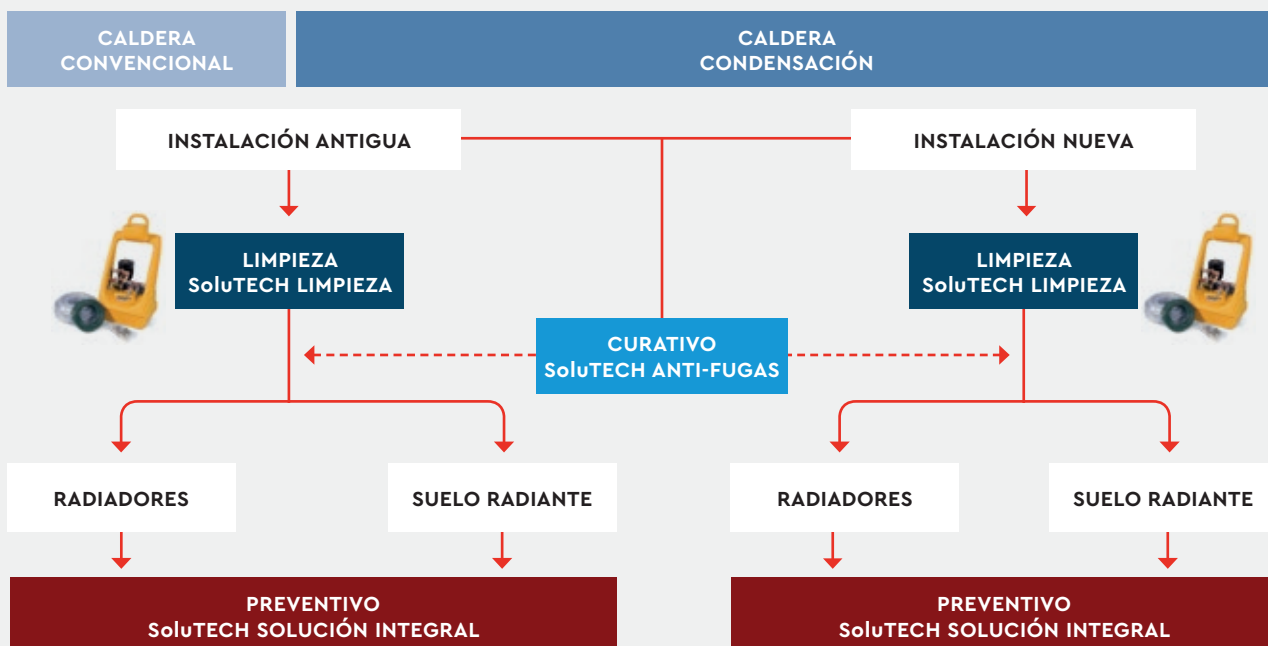 CALDERA
CONVENCIONAL
CALDERA
CONDENSACIÓN
INSTALACIÓN ANTIGUA
INSTALACIÓN NUEVA
LIMPIEZA
SoluTECH LIMPIEZA
LIMPIEZA
SoluTECH LIMPIEZA
CURATIVO
SoluTECH ANTI-FUGAS
RADIADORES
SUELO RADIANTE
RADIADORES
SUELO RADIANTE
PREVENTIVO
SoluTECH SOLUCIÓN INTEGRAL
PREVENTIVO
SoluTECH SOLUCIÓN INTEGRAL